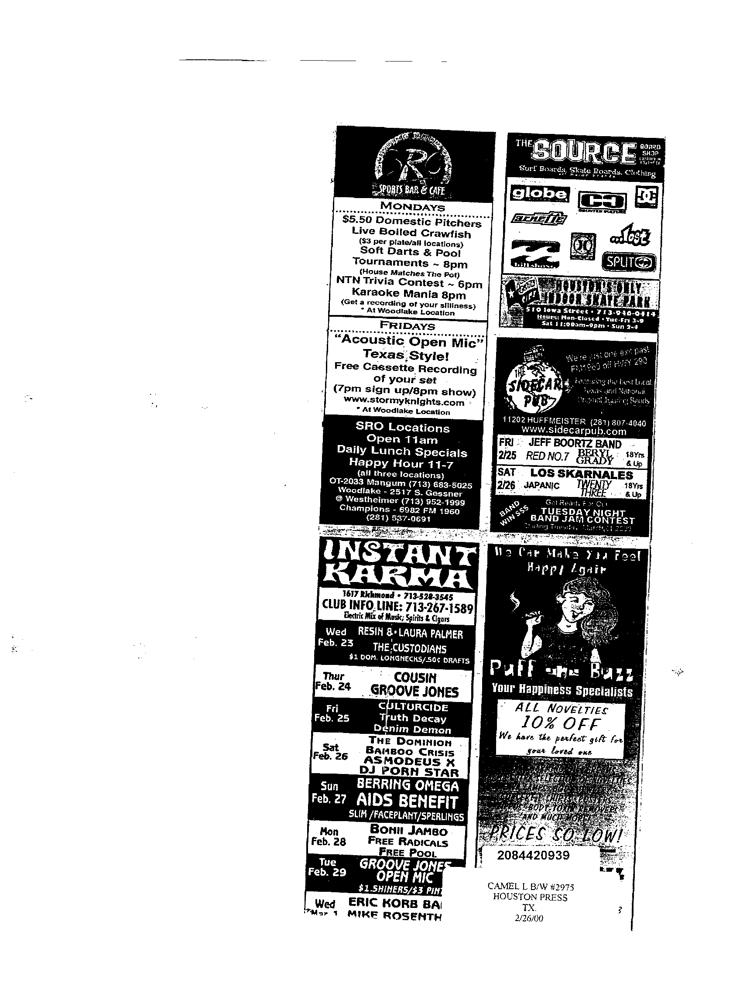 SRO
SPORTS BAR & CAFE
MONDAYS
$5.50 Domestic Pitchers
Live Boiled Crawfish
($3 per plate/all locations)
Soft Darts & Pool
Tournaments ~ 8pm
(House Matches The Pot)
NTN Trivia Contest ~ 6pm
Karaoke Mania 8pm
(Get a recording of your silliness)
* At Woodlake Location
FRIDAYS
"Acoustic Open Mic"
Texas Style!
Free Cassette Recording
of your set
(7pm sign up/8pm show)
www.stormyknights.com
* At Woodlake Location
SRO Locations
Open 11am
Daily Lunch Specials
Happy Hour 11-7
(all three locations)
OT-2033 Mangum (713) 683-5025
Woodlake - 2517 S. Gessner
@ Westheimer (713) 952-1999
Champions - 6982 FM 1960
(281) 537-0691
INSTANT
KARMA
1617 Richmond • 713-528-3545
CLUB INFO LINE: 713-267-1589
Electric Mix of Music, Spirits & Cigars
Wed Feb. 23
RESIN & LAURA PALMER
THE CUSTODIANS
$1 DOM. LONGNECKS/.50¢ DRAFTS
Thur Feb. 24
COUSIN
GROOVE JONES
Fri Feb. 25
CULTURCIDE
Truth Decay
Denim Demon
Sat Feb. 26
THE DOMINION
BAMBOO CRISIS
ASMODEUS X
DJ PORN STAR
Sun Feb. 27
BERRING OMEGA
AIDS BENEFIT
SLIM /FACEPLANT/SPERLINGS
Mon Feb. 28
BONII JAMBO
FREE RADICALS
FREE POOL
Tue Feb. 29
GROOVE JONES
OPEN MIC
$1.SHINERS/$3 PIN
Wed Mar 1
ERIC KORB BA
MIKE ROSENTH
THE SOURCE BOARD SHOP
Surf Boards, Skate Boards, Clothing
globe
DC
arnette
billabong
Lost
SPLIT
HOUSTON'S ONLY
INDOOR SKATE PARK
510 Iowa Street • 713-946-0414
Hours: Mon-Closed • Tue-Fri 3-9
Sat 11:00am-9pm • Sun 2-8
We're just one exit past
FM1960 off HWY 290
THE
SIDECAR
PUB
Featuring the best Local
Texas and National
Original Touring Bands
11202 HUFFMEISTER (281) 807-4040
www.sidecarpub.com
FRI 2/25
JEFF BOORTZ BAND
RED NO.7 BERYL GRADY 18Yrs & Up
SAT 2/26
LOS SKARNALES
JAPANIC TWENTY THREE 18Yrs & Up
BAND WIN $$$
Get Ready For Our
TUESDAY NIGHT
BAND JAM CONTEST
We Can Make You Feel
Happy Again
Puff and Buzz
Your Happiness Specialists
ALL NOVELTIES
10% OFF
We have the perfect gift for
your loved one
AND MUCH MORE
PRICES SO LOW!
2084420939
CAMEL L B/W #2975
HOUSTON PRESS
TX.
2/26/00
3